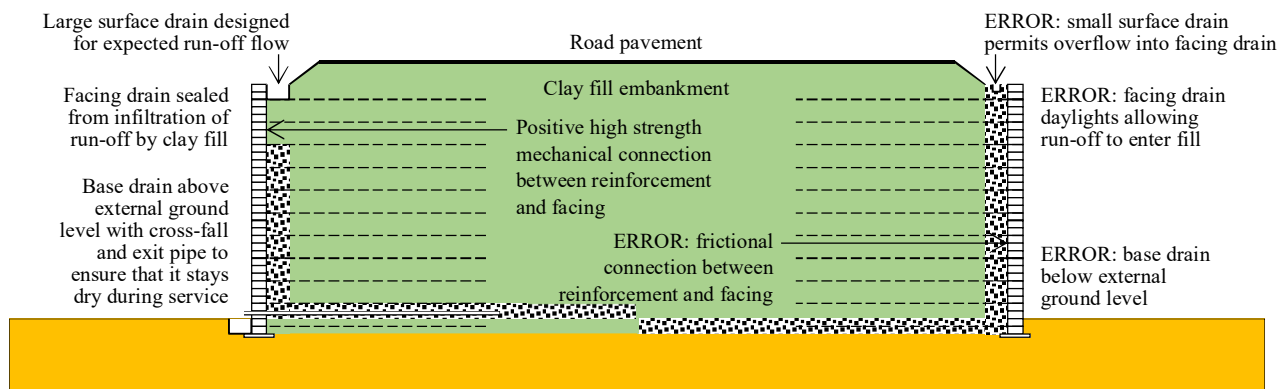 Large surface drain designed
for expected run-off flow
Road pavement
ERROR: small surface drain
permits overflow into facing drain
Facing drain sealed
from infiltration of
run-off by clay fill
Clay fill embankment
ERROR: facing drain
daylights allowing
run-off to enter fill
Positive high strength
mechanical connection
between reinforcement
and facing
Base drain above
external ground
level with cross-fall
and exit pipe to
ensure that it stays
dry during service
ERROR: frictional
connection between
reinforcement and facing
ERROR: base drain
below external
ground level